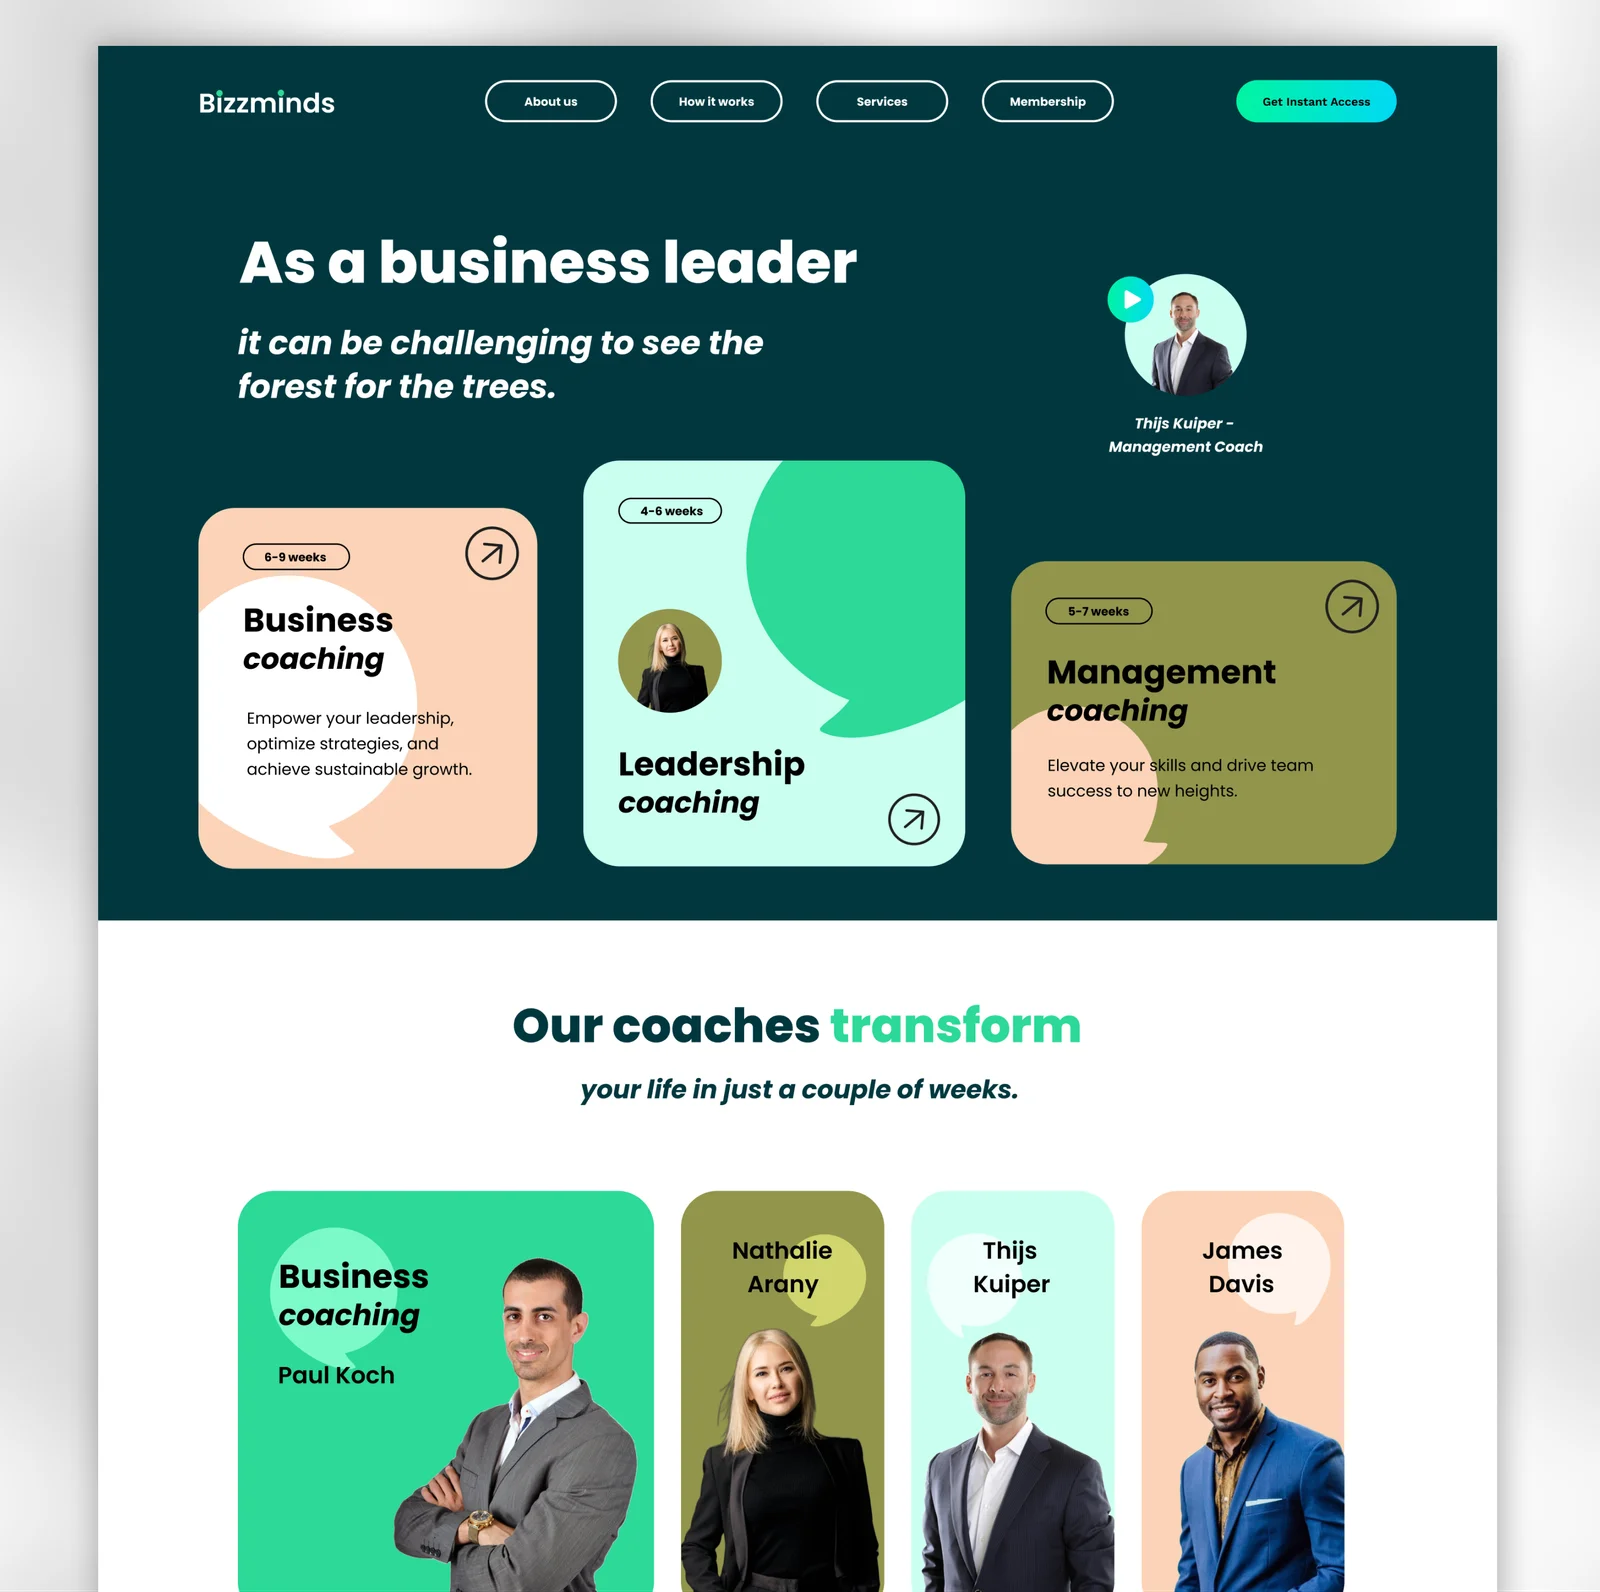 Bizzminds
About us
How it works
Services
Membership
Get Instant Access
As a business leader
it can be challenging to see the
forest for the trees.
Thijs Kuiper -
Management Coach
6-9 weeks
Business
coaching
Empower your leadership,
optimize strategies, and
achieve sustainable growth.
4-6 weeks
Leadership
coaching
5-7 weeks
Management
coaching
Elevate your skills and drive team
success to new heights.
Our coaches transform
your life in just a couple of weeks.
Business
coaching
Paul Koch
Nathalie
Arany
Thijs
Kuiper
James
Davis